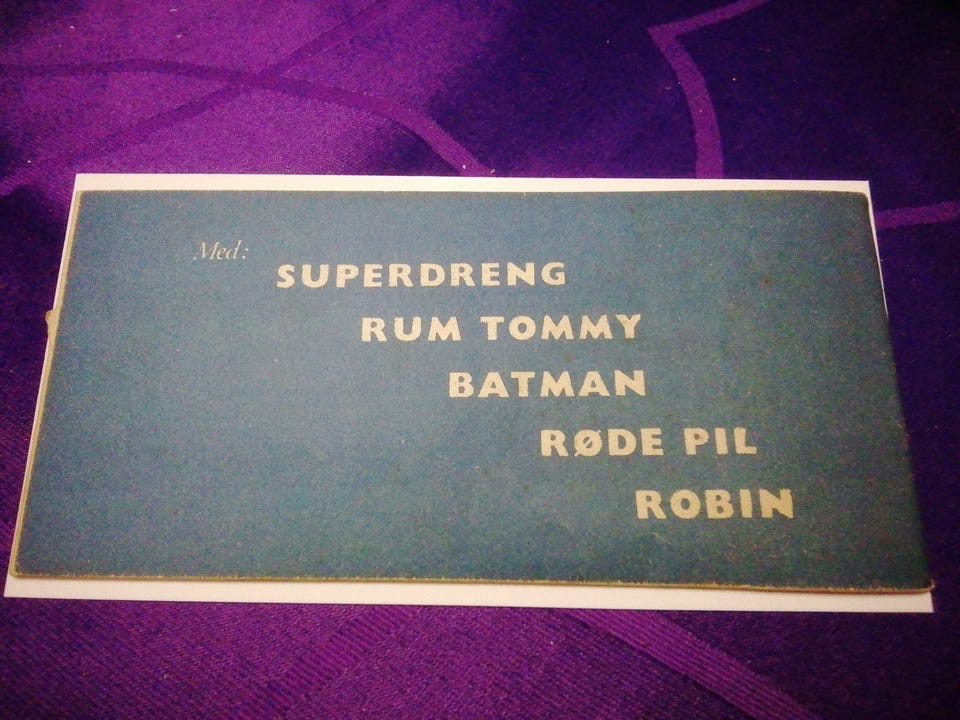 Med:
SUPERDRENG
RUM TOMMY
BATMAN
RØDE PIL
ROBIN